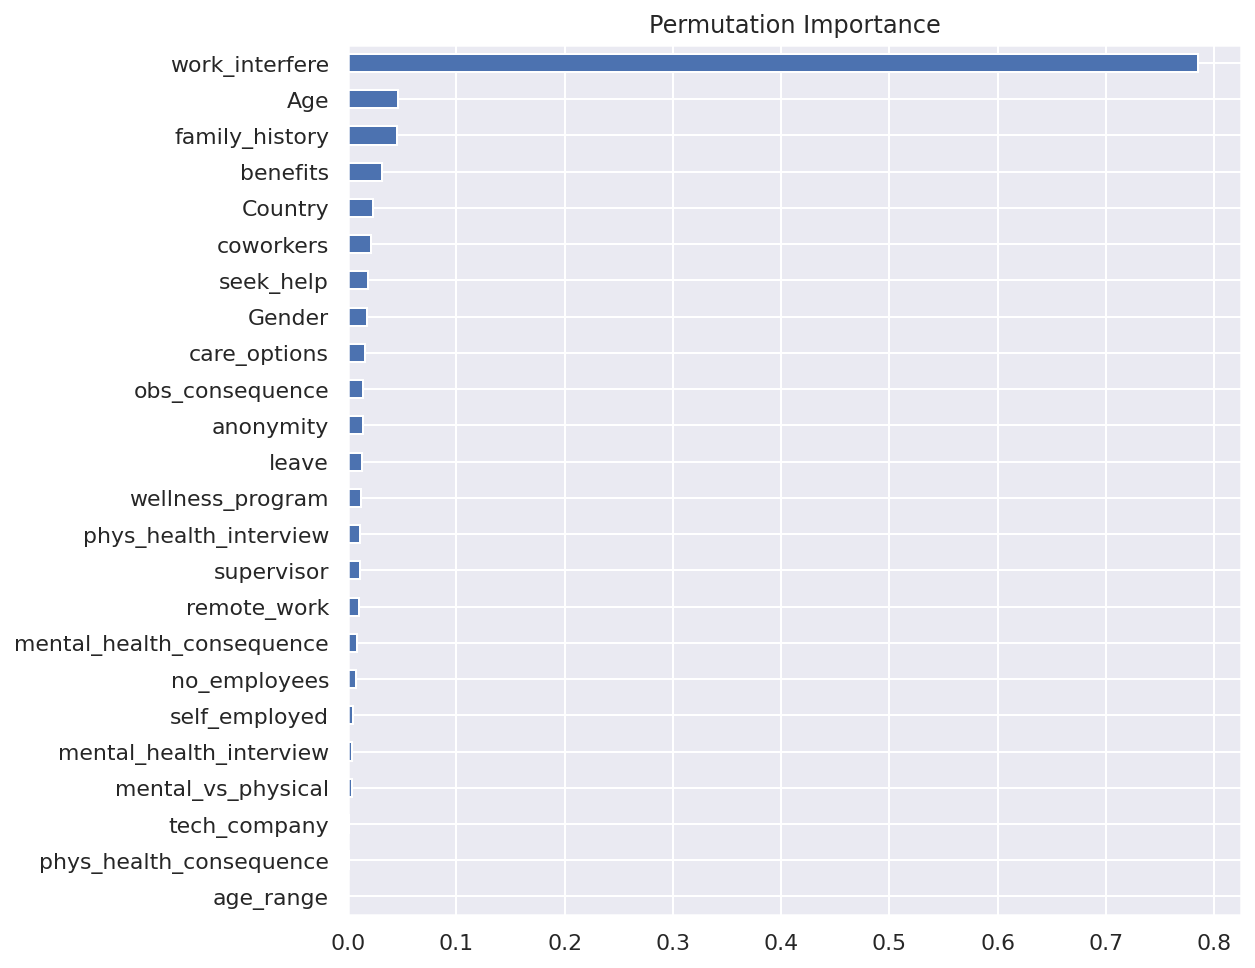 Permutation Importance
work_interfere
Age
family_history
benefits
Country
coworkers
seek_help
Gender
care_options
obs_consequence
anonymity
leave
wellness_program
phys_health_interview
supervisor
remote_work
mental_health_consequence
no_employees
self_employed
mental_health_interview
mental_vs_physical
tech_company
phys_health_consequence
age_range
0.0 0.1 0.2 0.3 0.4 0.5 0.6 0.7 0.8